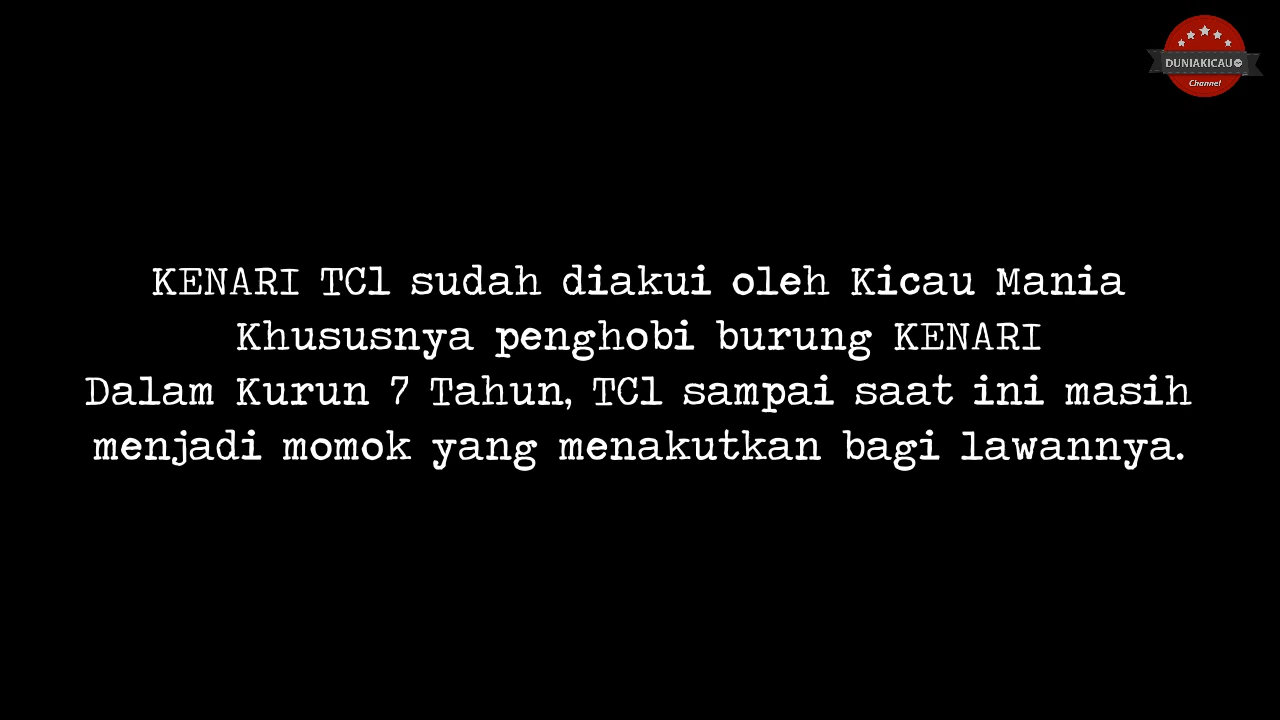 DUNIAKICAU
Channel
KENARI TC1 sudah diakui oleh Kicau Mania
Khususnya penghobi burung KENARI
Dalam Kurun 7 Tahun, TC1 sampai saat ini masih
menjadi momok yang menakutkan bagi lawannya.